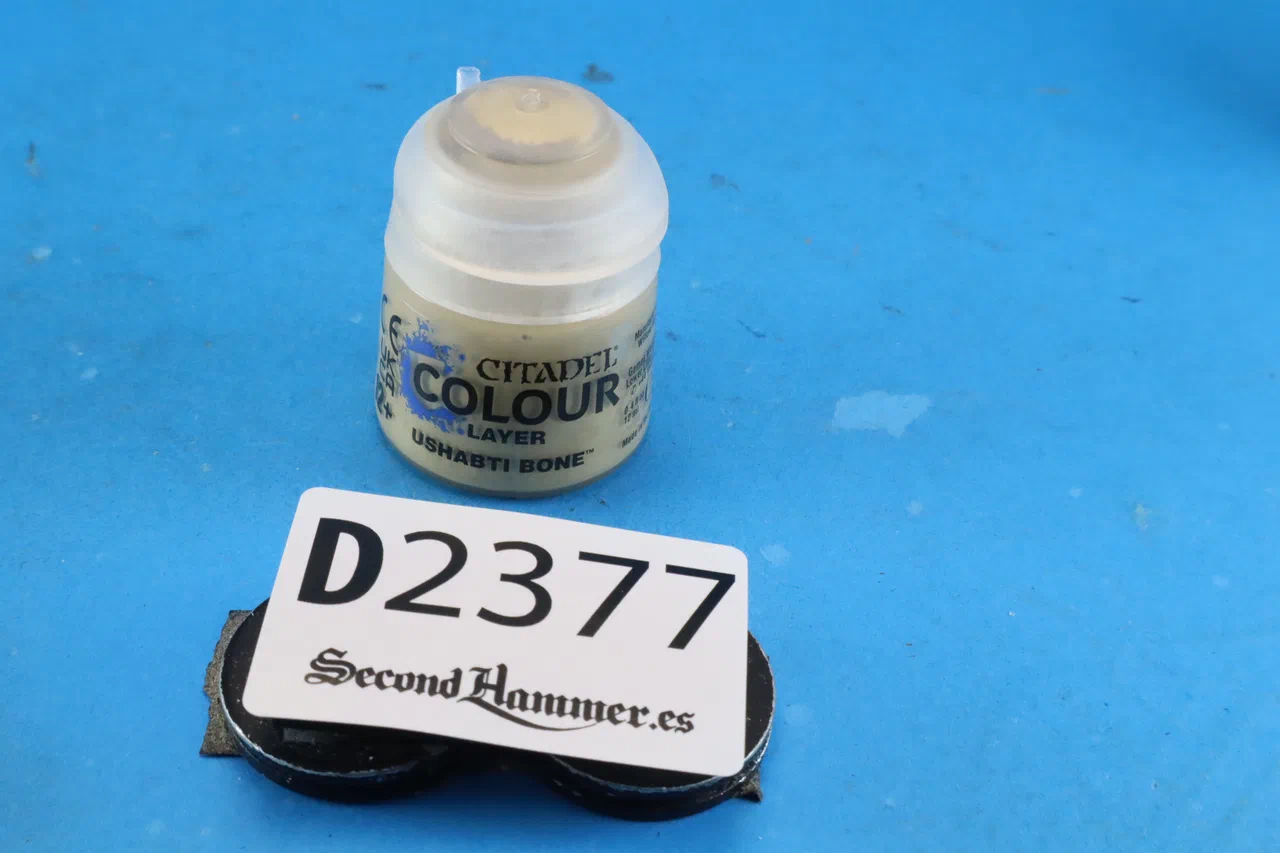 CITADEL
COLOUR
LAYER
USHABTI BONE™
D2377
SecondHammer.es